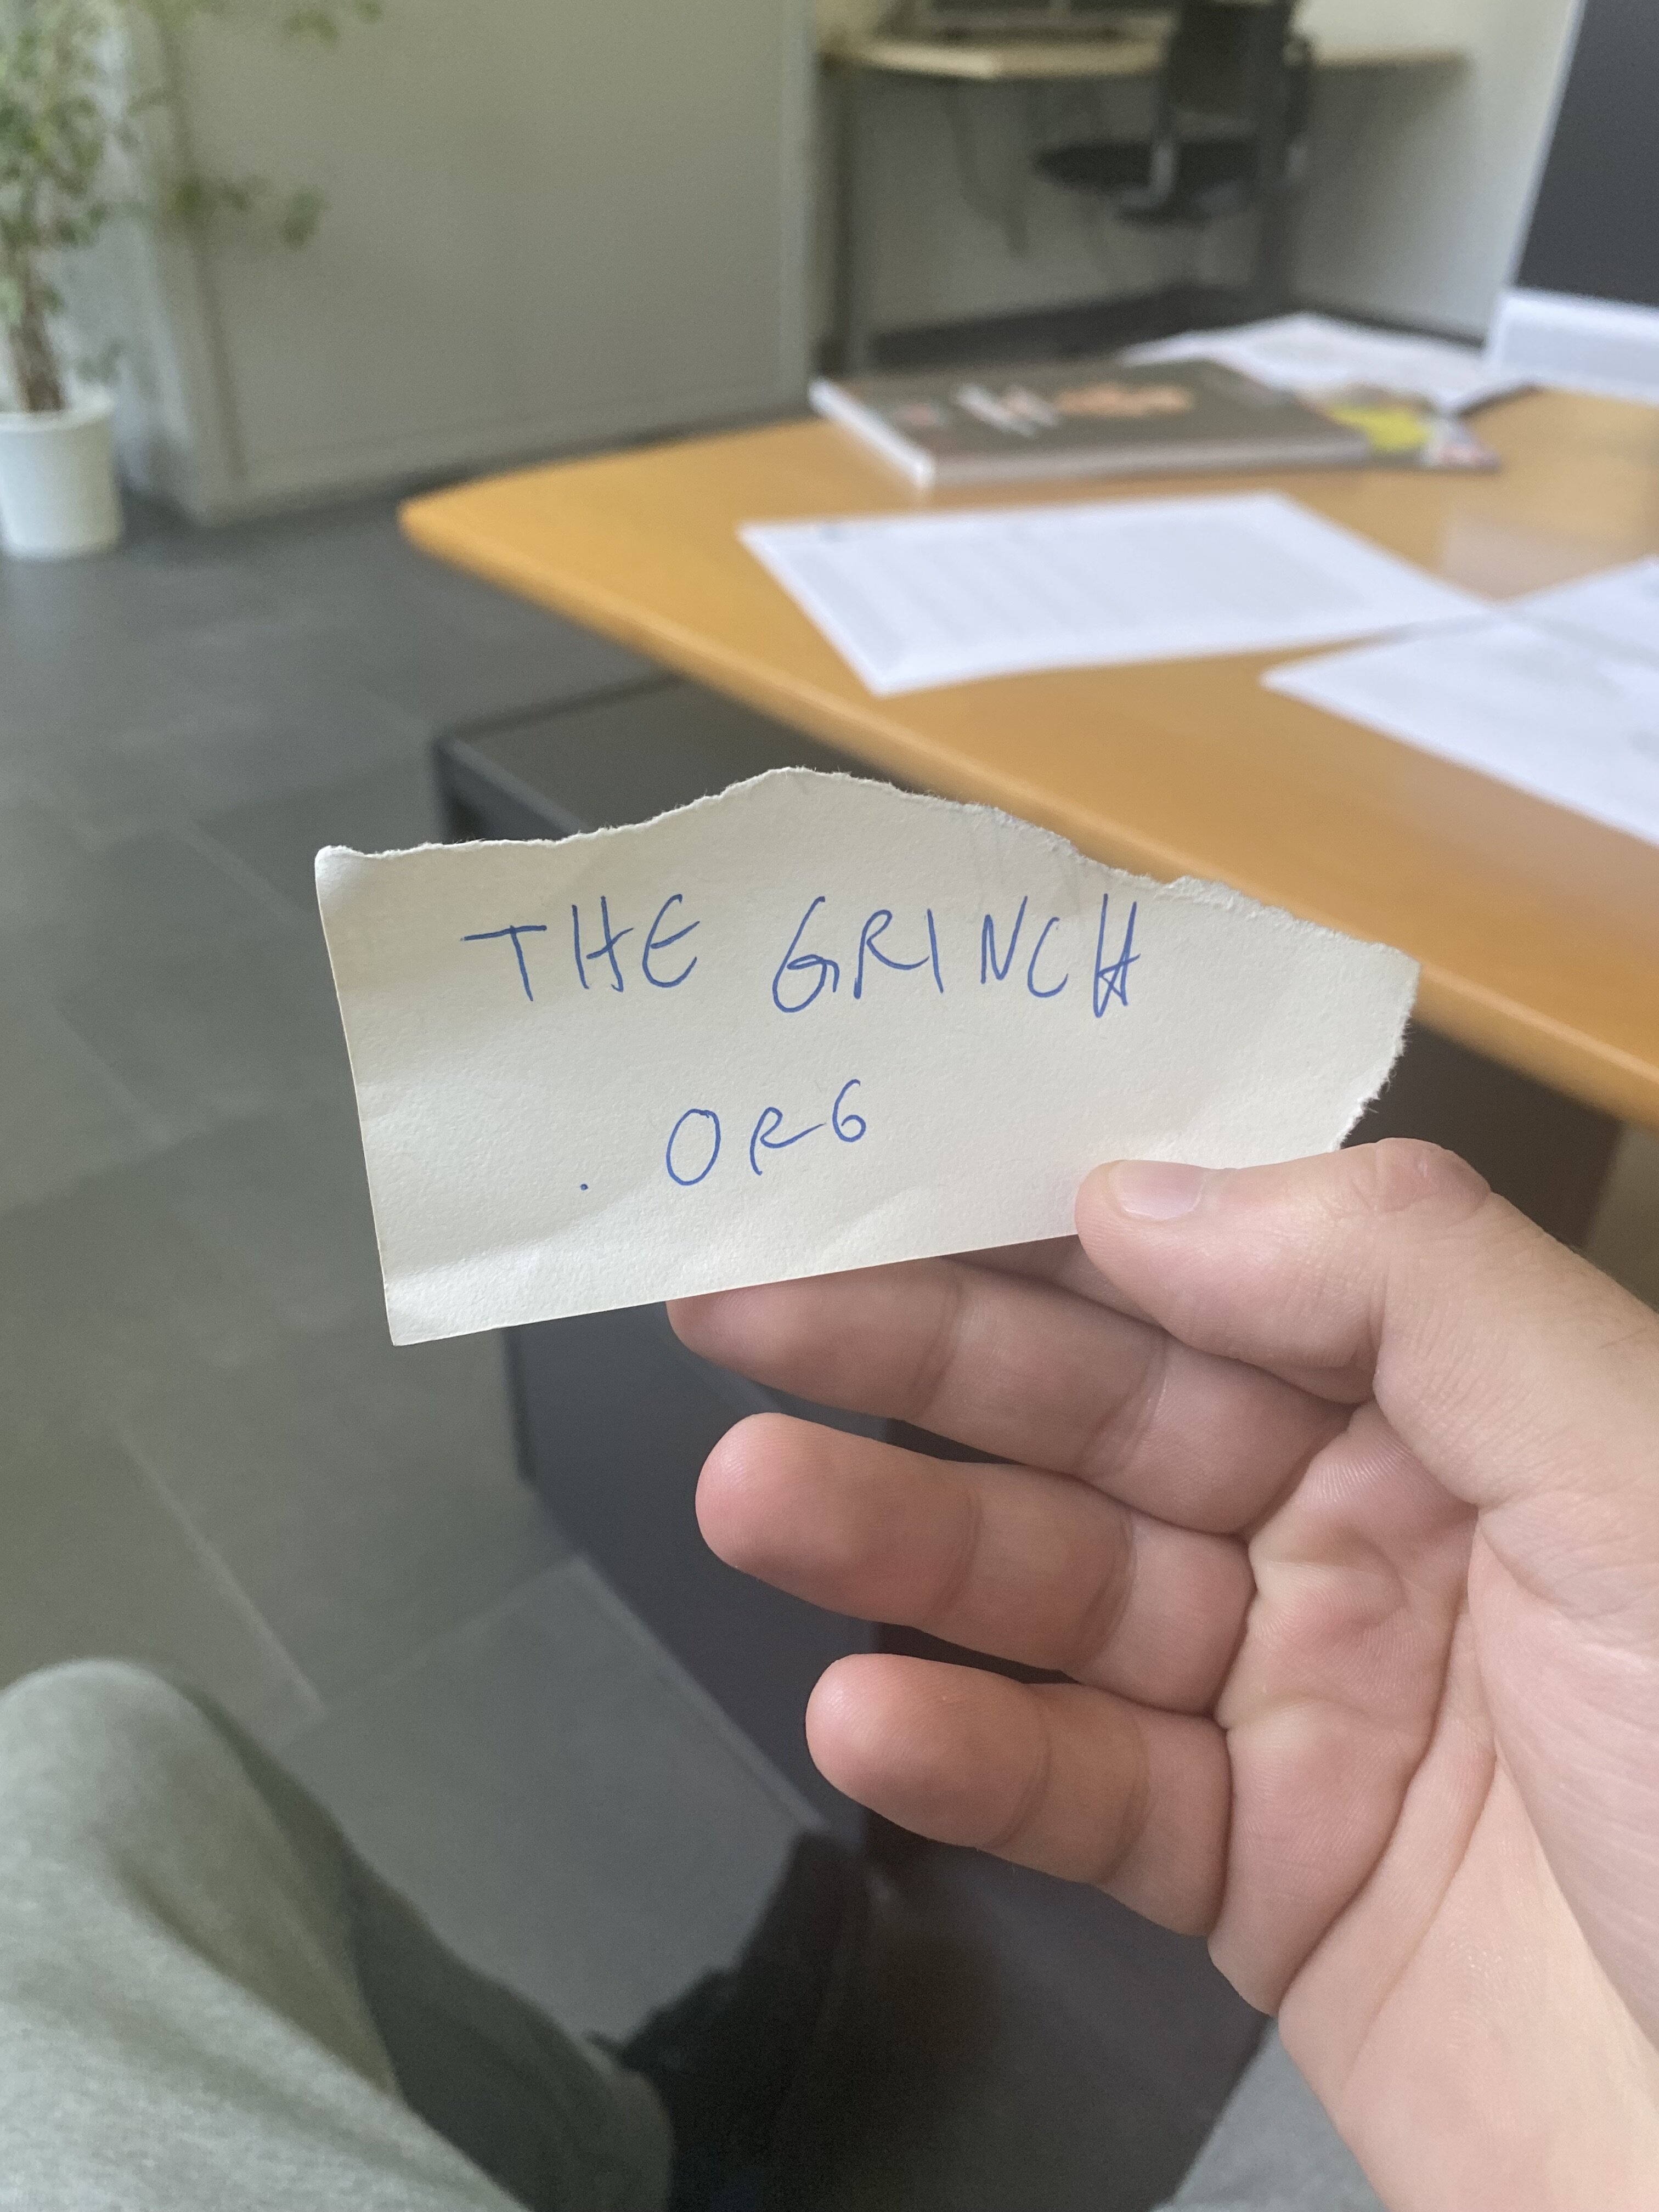 THE GRINCH
. ORG